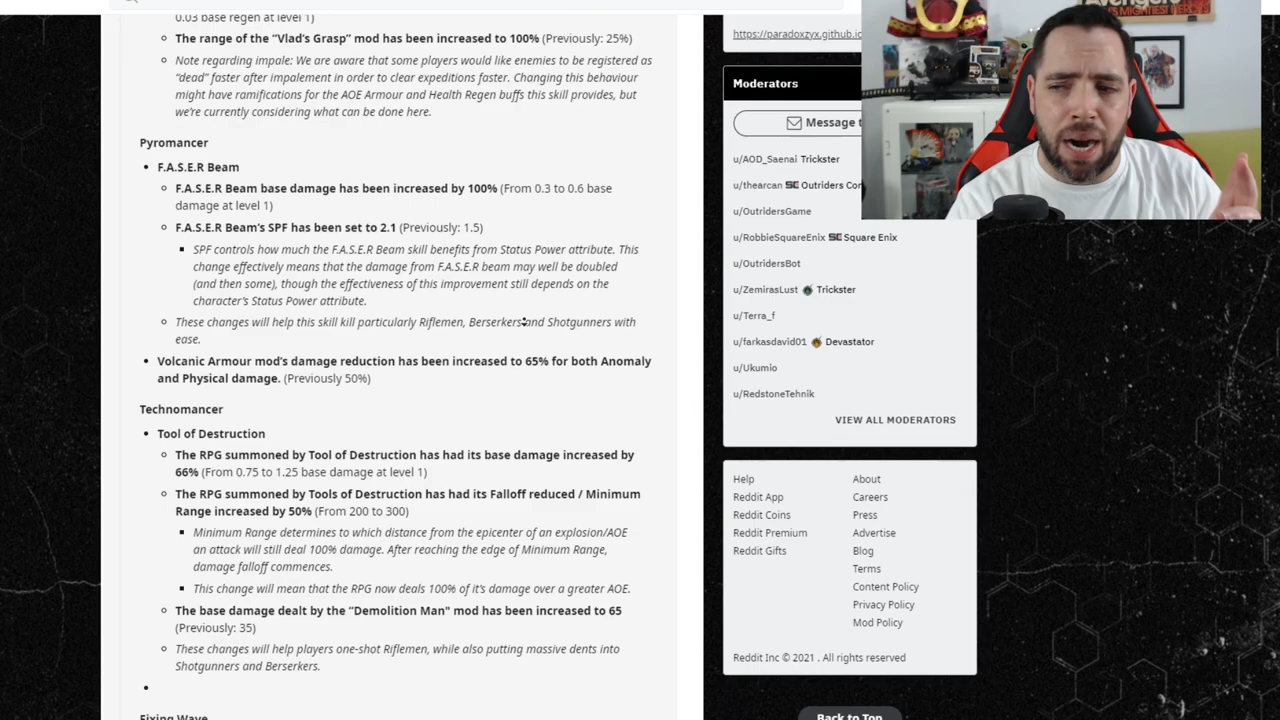 0.03 base regen at level 1)
The range of the “Vlad’s Grasp” mod has been increased to 100% (Previously: 25%)
Note regarding impale: We are aware that some players would like enemies to be registered as
“dead” faster after impalement in order to clear expeditions faster. Changing this behaviour
might have ramifications for the AOE Armour and Health Regen buffs this skill provides, but
we’re currently considering what can be done here.
Pyromancer
F.A.S.E.R Beam
F.A.S.E.R Beam base damage has been increased by 100% (From 0.3 to 0.6 base
damage at level 1)
F.A.S.E.R Beam’s SPF has been set to 2.1 (Previously: 1.5)
SPF controls how much the F.A.S.E.R Beam skill benefits from Status Power attribute. This
change effectively means that the damage from F.A.S.E.R beam may well be doubled
(and then some), though the effectiveness of this improvement still depends on the
character’s Status Power attribute.
These changes will help this skill kill particularly Riflemen, Berserkers and Shotgunners with
ease.
Volcanic Armour mod’s damage reduction has been increased to 65% for both Anomaly
and Physical damage. (Previously 50%)
Technomancer
Tool of Destruction
The RPG summoned by Tool of Destruction has had its base damage increased by
66% (From 0.75 to 1.25 base damage at level 1)
The RPG summoned by Tools of Destruction has had its Falloff reduced / Minimum
Range increased by 50% (From 200 to 300)
Minimum Range determines to which distance from the epicenter of an explosion/AOE
an attack will still deal 100% damage. After reaching the edge of Minimum Range,
damage falloff commences.
This change will mean that the RPG now deals 100% of it’s damage over a greater AOE.
The base damage dealt by the “Demolition Man" mod has been increased to 65
(Previously: 35)
These changes will help players one-shot Riflemen, while also putting massive dents into
Shotgunners and Berserkers.
Fixing Wave
https://paradoxzyx.github.io
Moderators
Message t
u/AOD_Saenai Trickster
u/thearcan Outriders Con
u/OutridersGame
u/RobbieSquareEnix Square Enix
u/OutridersBot
u/ZemirasLust Trickster
u/Terra_f
u/farkasdavid01 Devastator
u/Ukumio
u/RedstoneTehnik
VIEW ALL MODERATORS
Help About
Reddit App Careers
Reddit Coins Press
Reddit Premium Advertise
Reddit Gifts Blog
Terms
Content Policy
Privacy Policy
Mod Policy
Reddit Inc © 2021 . All rights reserved
Back to Top
Avengers
MIGHTIEST HEROES